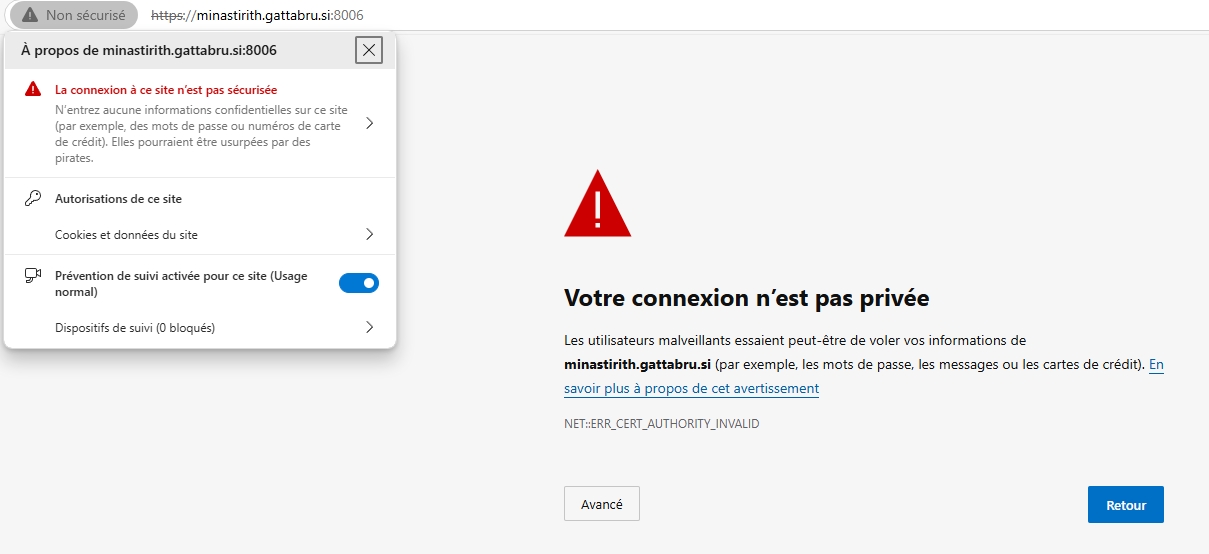 Non sécurisé
https://minastirith.gattabru.si:8006
À propos de minastirith.gattabru.si:8006
La connexion à ce site n'est pas sécurisée
N'entrez aucune informations confidentielles sur ce site
(par exemple, des mots de passe ou numéros de carte
de crédit). Elles pourraient être usurpées par des
pirates.
Autorisations de ce site
Cookies et données du site
Prévention de suivi activée pour ce site (Usage
normal)
Dispositifs de suivi (0 bloqués)
!
Votre connexion n'est pas privée
Les utilisateurs malveillants essaient peut-être de voler vos informations de
minastirith.gattabru.si (par exemple, les mots de passe, les messages ou les cartes de crédit). En
savoir plus à propos de cet avertissement
NET::ERR_CERT_AUTHORITY_INVALID
Avancé
Retour